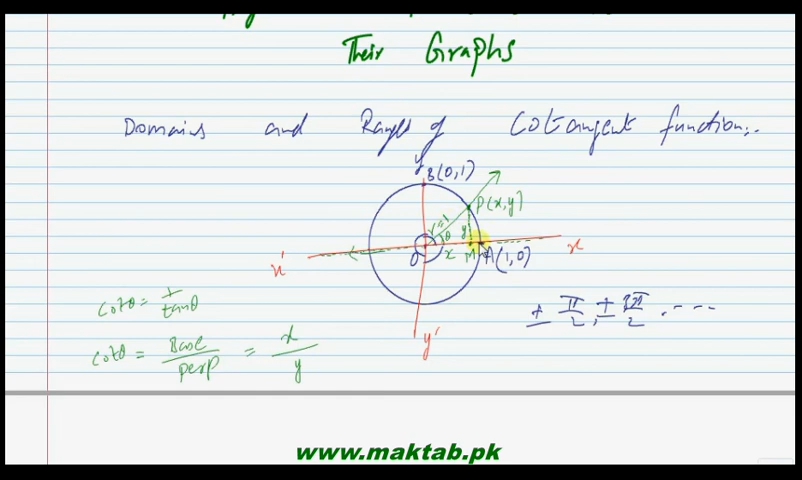 Their Graphs
Domains and Range of Cotangent function:.
y
B(0,1)
P(x,y)
r=1
θ
y
x'
O
x
M
A(1,0)
x
y'
± π/2, ± 3π/2 . - - - -
Cotθ = 1/tanθ
Cotθ = Base/perp = x/y
www.maktab.pk